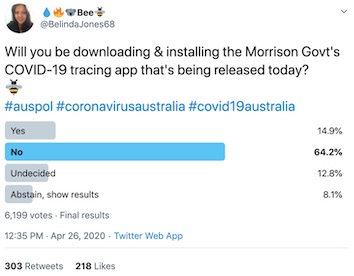 💧🔥🐨Bee🐝
@BelindaJones68
Will you be downloading & installing the Morrison Govt's
COVID-19 tracing app that's being released today?
🐝
#auspol #coronavirusaustralia #covid19australia
Yes 14.9%
No 64.2%
Undecided 12.8%
Abstain, show results 8.1%
6,199 votes · Final results
12:35 PM · Apr 26, 2020 · Twitter Web App
303 Retweets 218 Likes